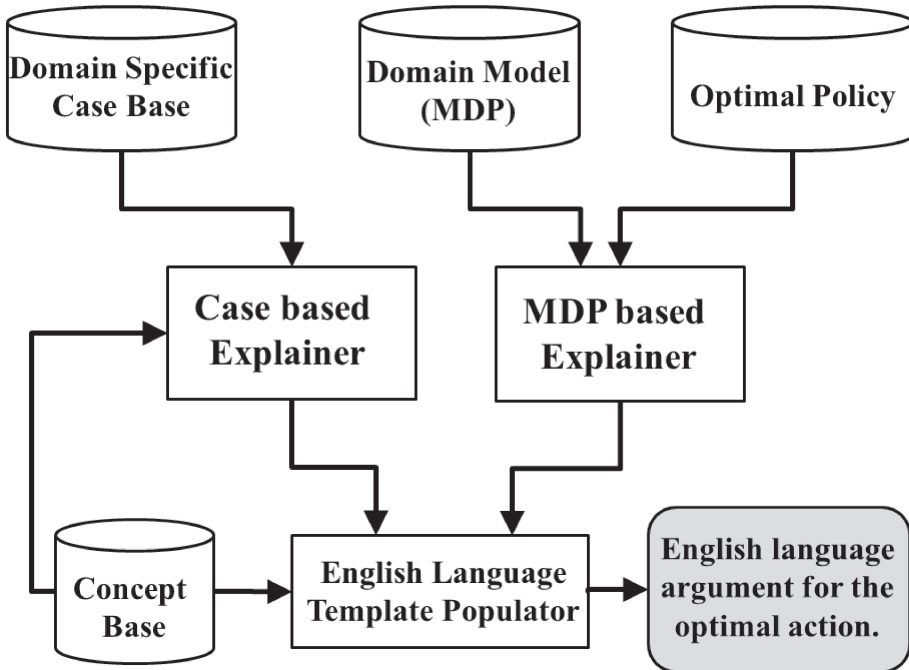 Domain Specific
Case Base
Domain Model
(MDP)
Optimal Policy
Case based
Explainer
MDP based
Explainer
Concept
Base
English Language
Template Populator
English language
argument for the
optimal action.